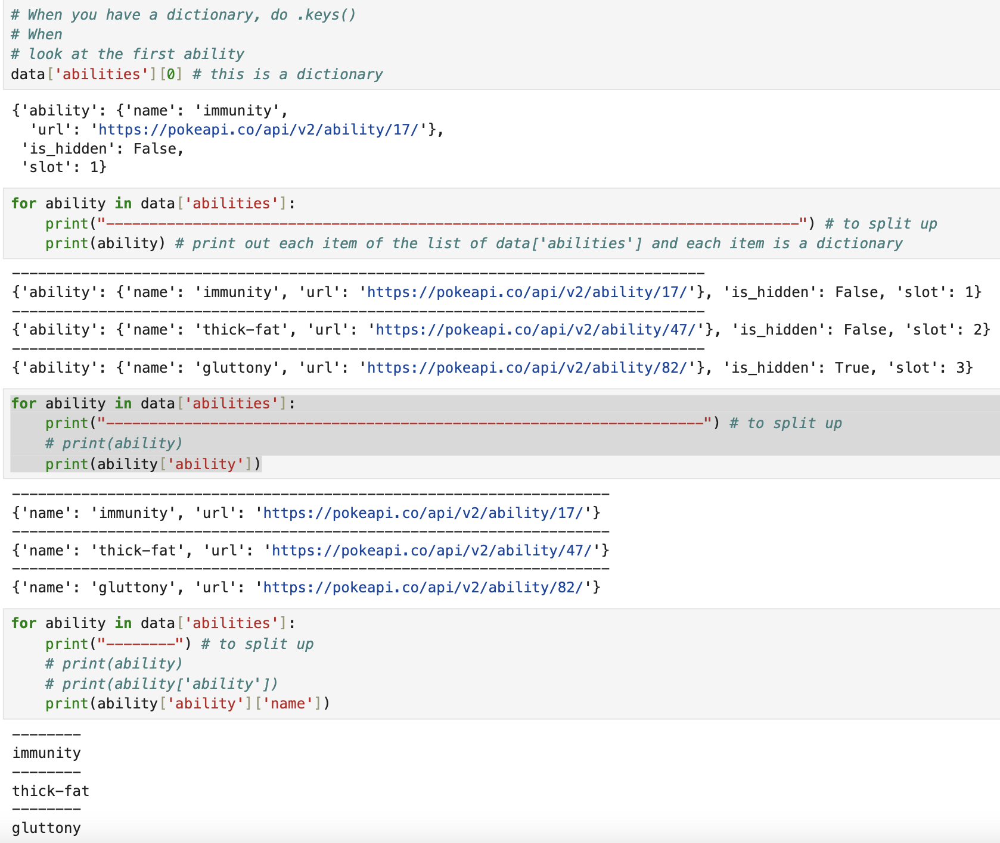 # When you have a dictionary, do .keys()
# When
# look at the first ability
data['abilities'][0] # this is a dictionary
{'ability': {'name': 'immunity',
  'url': 'https://pokeapi.co/api/v2/ability/17/'},
 'is_hidden': False,
 'slot': 1}
for ability in data['abilities']:
    print("--------------------------------------------------------------------------------") # to split up
    print(ability) # print out each item of the list of data['abilities'] and each item is a dictionary
--------------------------------------------------------------------------------
{'ability': {'name': 'immunity', 'url': 'https://pokeapi.co/api/v2/ability/17/'}, 'is_hidden': False, 'slot': 1}
--------------------------------------------------------------------------------
{'ability': {'name': 'thick-fat', 'url': 'https://pokeapi.co/api/v2/ability/47/'}, 'is_hidden': False, 'slot': 2}
--------------------------------------------------------------------------------
{'ability': {'name': 'gluttony', 'url': 'https://pokeapi.co/api/v2/ability/82/'}, 'is_hidden': True, 'slot': 3}
for ability in data['abilities']:
    print("---------------------------------------------------------------------") # to split up
    # print(ability)
    print(ability['ability'])
---------------------------------------------------------------------
{'name': 'immunity', 'url': 'https://pokeapi.co/api/v2/ability/17/'}
---------------------------------------------------------------------
{'name': 'thick-fat', 'url': 'https://pokeapi.co/api/v2/ability/47/'}
---------------------------------------------------------------------
{'name': 'gluttony', 'url': 'https://pokeapi.co/api/v2/ability/82/'}
for ability in data['abilities']:
    print("--------") # to split up
    # print(ability)
    # print(ability['ability'])
    print(ability['ability']['name'])
--------
immunity
--------
thick-fat
--------
gluttony